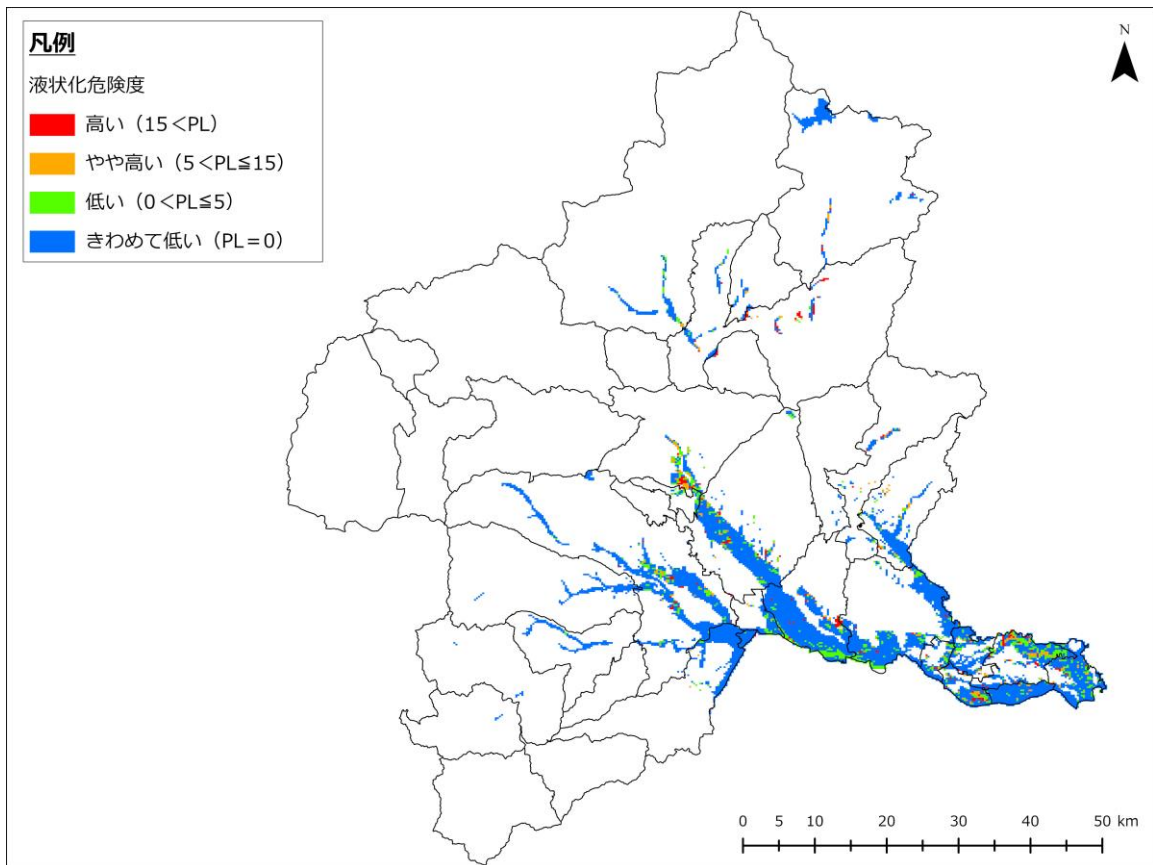 凡例
液状化危険度
高い（15＜PL）
やや高い（5＜PL≦15）
低い（0＜PL≦5）
きわめて低い（PL＝0）
N
0 5 10 20 30 40 50 km